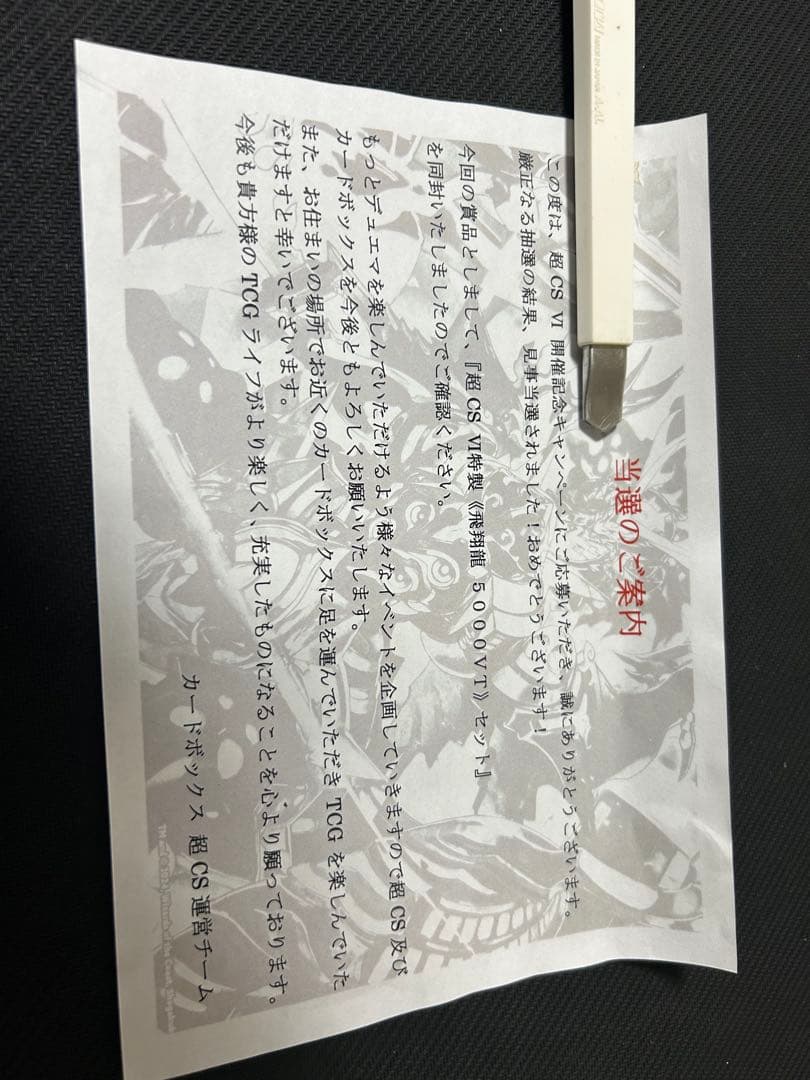 当選のご案内
この度は、超CS Ⅵ 開催記念キャンペーンにご応募いただき、誠にありがとうございます。
厳正なる抽選の結果、見事当選されました！おめでとうございます！
今回の賞品としまして、『超CS Ⅵ特製《飛翔龍 5000VT》セット』
を同封いたしましたのでご確認ください。
もっとデュエマを楽しんでいただけるよう様々なイベントを企画していきますので超CS及び
カードボックスを今後ともよろしくお願いいたします。
また、お住まいの場所でお近くのカードボックスに足を運んでいただきTCGを楽しんでいた
だけますと幸いでございます。
今後も貴方様のTCGライフがより楽しく、充実したものになることを心より願っております。
カードボックス 超CS運営チーム